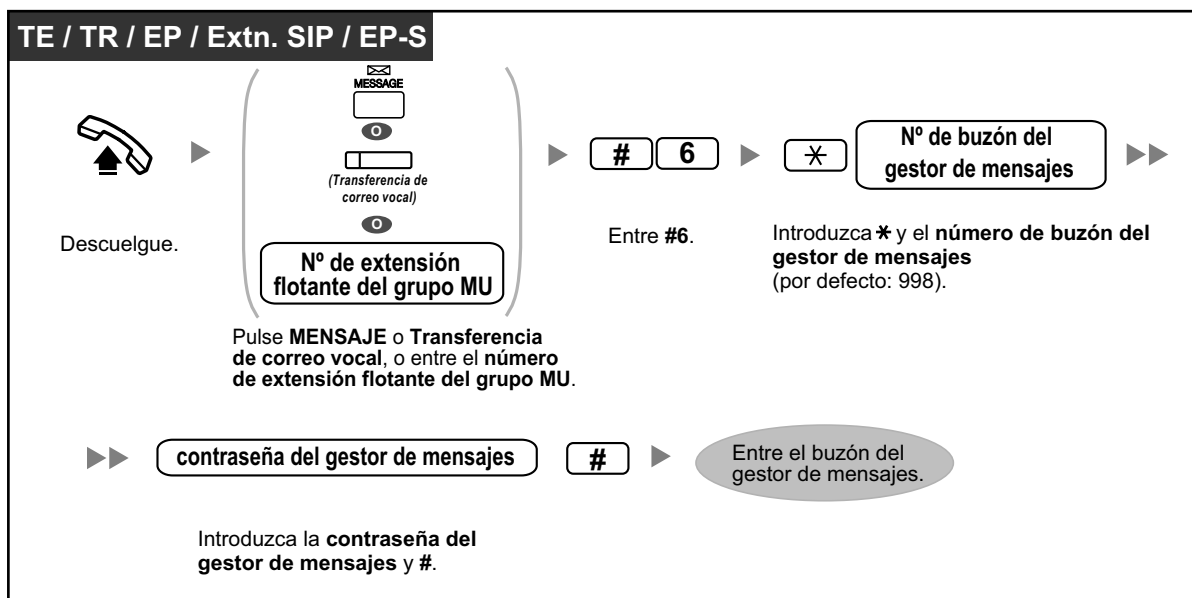 TE / TR / EP / Extn. SIP / EP-S
Descuelgue.
MESSAGE
O
(Transferencia de
correo vocal)
O
Nº de extensión
flotante del grupo MU
Pulse MENSAJE o Transferencia
de correo vocal, o entre el número
de extensión flotante del grupo MU.
# 6
Entre #6.
* Nº de buzón del
gestor de mensajes
Introduzca * y el número de buzón del
gestor de mensajes
(por defecto: 998).
contraseña del gestor de mensajes #
Introduzca la contraseña del
gestor de mensajes y #.
Entre el buzón del
gestor de mensajes.